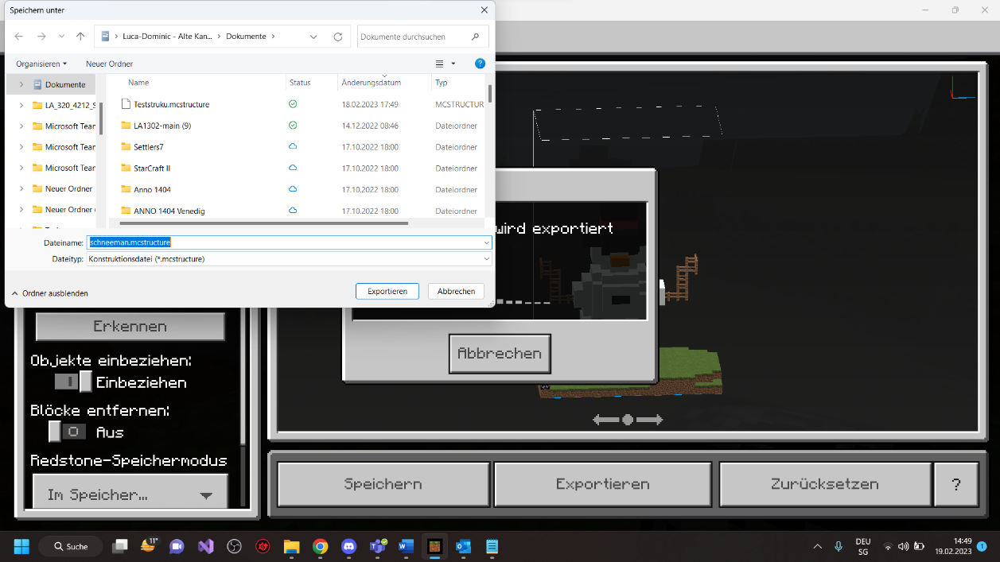 Speichern unter
Luca-Dominic - Alte Kan... > Dokumente >
Dokumente durchsuchen
Organisieren
Neuer Ordner
Name Status Änderungsdatum Typ
Dokumente
LA_320_4212_S
Microsoft Tear
Microsoft Tear
Microsoft Tear
Neuer Ordner
Neuer Ordner
Teststruku.mcstructure 18.02.2023 17:49 MCSTRUCTUR
LA1302-main (9) 14.12.2022 08:46 Dateiordner
Settlers7 17.10.2022 18:00 Dateiordner
StarCraft II 17.10.2022 18:00 Dateiordner
Anno 1404 17.10.2022 18:00 Dateiordner
ANNO 1404 Venedig 17.10.2022 18:00 Dateiordner
Dateiname: schneeman.mcstructure
Dateityp: Konstruktionsdatei (*.mcstructure)
Ordner ausblenden
Exportieren
Abbrechen
wird exportiert
Abbrechen
Erkennen
Objekte einbeziehen:
Einbeziehen
Blöcke entfernen:
Aus
Redstone-Speichermodus
Im Speicher...
Speichern
Exportieren
Zurücksetzen
?
11°
Suche
DEU
SG
14:49
19.02.2023
1